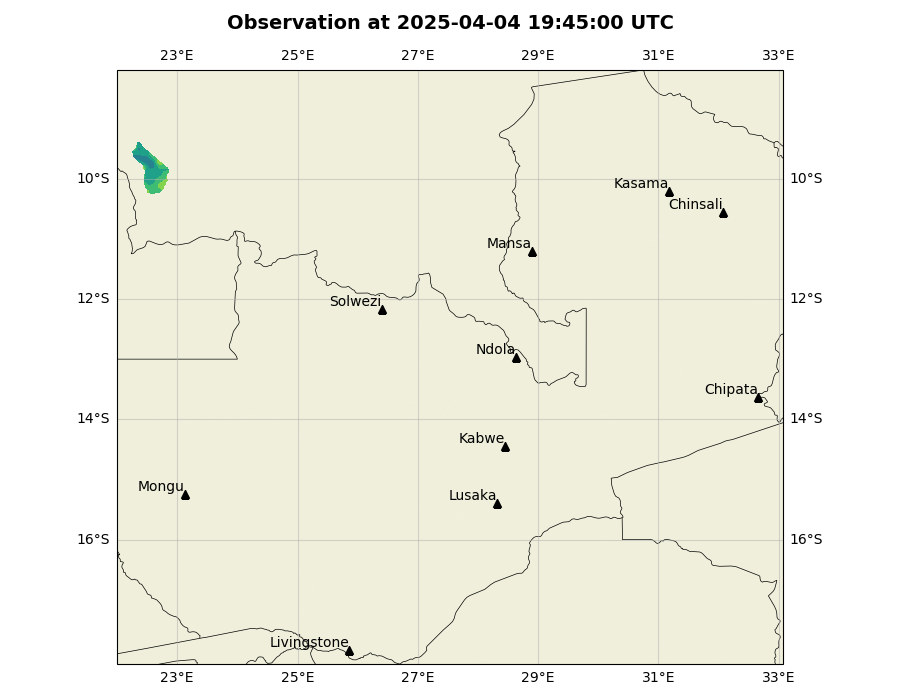 Observation at 2025-04-04 19:45:00 UTC
23°E 25°E 27°E 29°E 31°E 33°E
10°S 10°S
Kasama
Chinsali
Mansa
12°S 12°S
Solwezi
Ndola
Chipata
14°S 14°S
Kabwe
Mongu
Lusaka
16°S 16°S
Livingstone
23°E 25°E 27°E 29°E 31°E 33°E